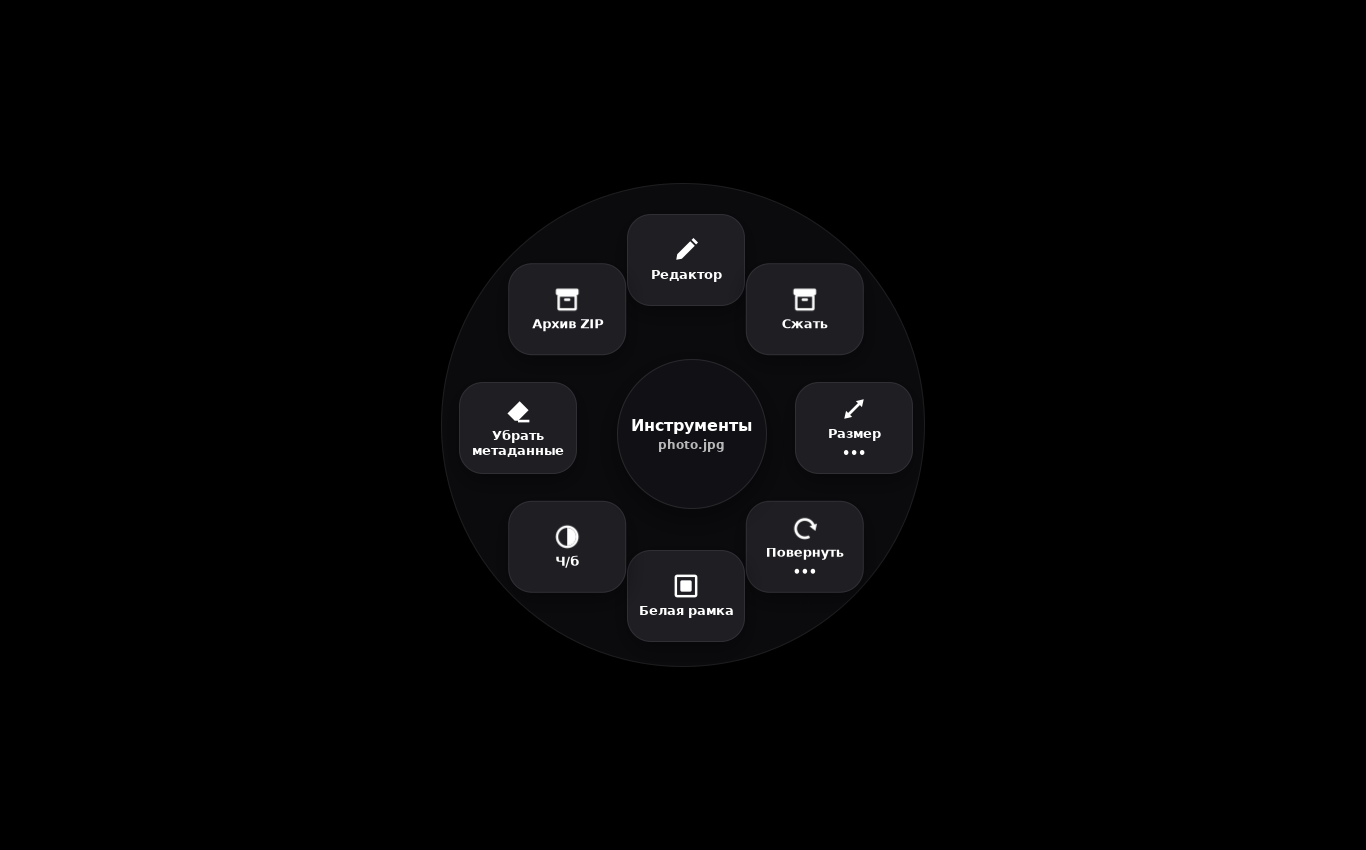 Редактор
Архив ZIP
Сжать
Инструменты
photo.jpg
Убрать
метаданные
Размер
•••
Ч/б
Повернуть
•••
Белая рамка